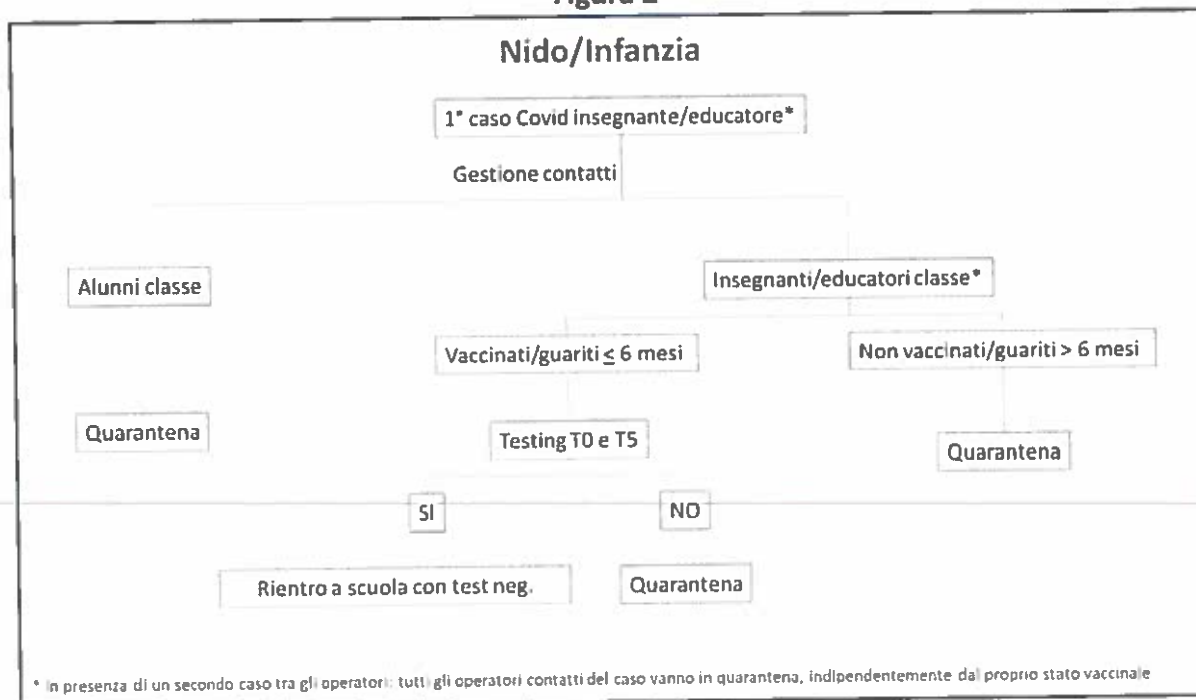 Nido/Infanzia
1° caso Covid insegnante/educatore*
Gestione contatti
Alunni classe
Insegnanti/educatori classe*
Vaccinati/guariti ≤ 6 mesi
Non vaccinati/guariti > 6 mesi
Quarantena
Testing T0 e T5
Quarantena
SI
NO
Rientro a scuola con test neg.
Quarantena
* In presenza di un secondo caso tra gli operatori: tutti gli operatori contatti del caso vanno in quarantena, indipendentemente dal proprio stato vaccinale